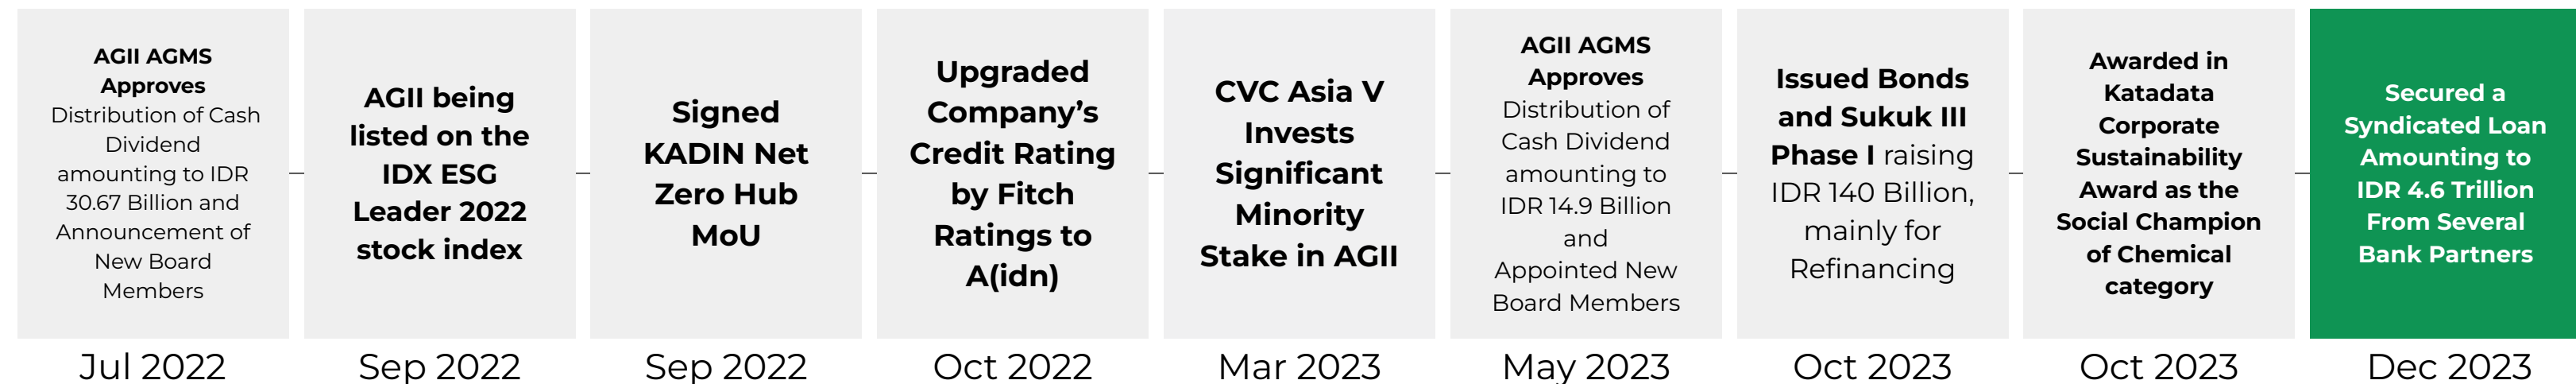 AGII AGMS
Approves
Distribution of Cash
Dividend
amounting to IDR
30.67 Billion and
Announcement of
New Board
Members
Jul 2022
AGII being
listed on the
IDX ESG
Leader 2022
stock index
Sep 2022
Signed
KADIN Net
Zero Hub
MoU
Sep 2022
Upgraded
Company’s
Credit Rating
by Fitch
Ratings to
A(idn)
Oct 2022
CVC Asia V
Invests
Significant
Minority
Stake in AGII
Mar 2023
AGII AGMS
Approves
Distribution of
Cash Dividend
amounting to
IDR 14.9 Billion
and
Appointed New
Board Members
May 2023
Issued Bonds
and Sukuk III
Phase I raising
IDR 140 Billion,
mainly for
Refinancing
Oct 2023
Awarded in
Katadata
Corporate
Sustainability
Award as the
Social Champion
of Chemical
category
Oct 2023
Secured a
Syndicated Loan
Amounting to
IDR 4.6 Trillion
From Several
Bank Partners
Dec 2023